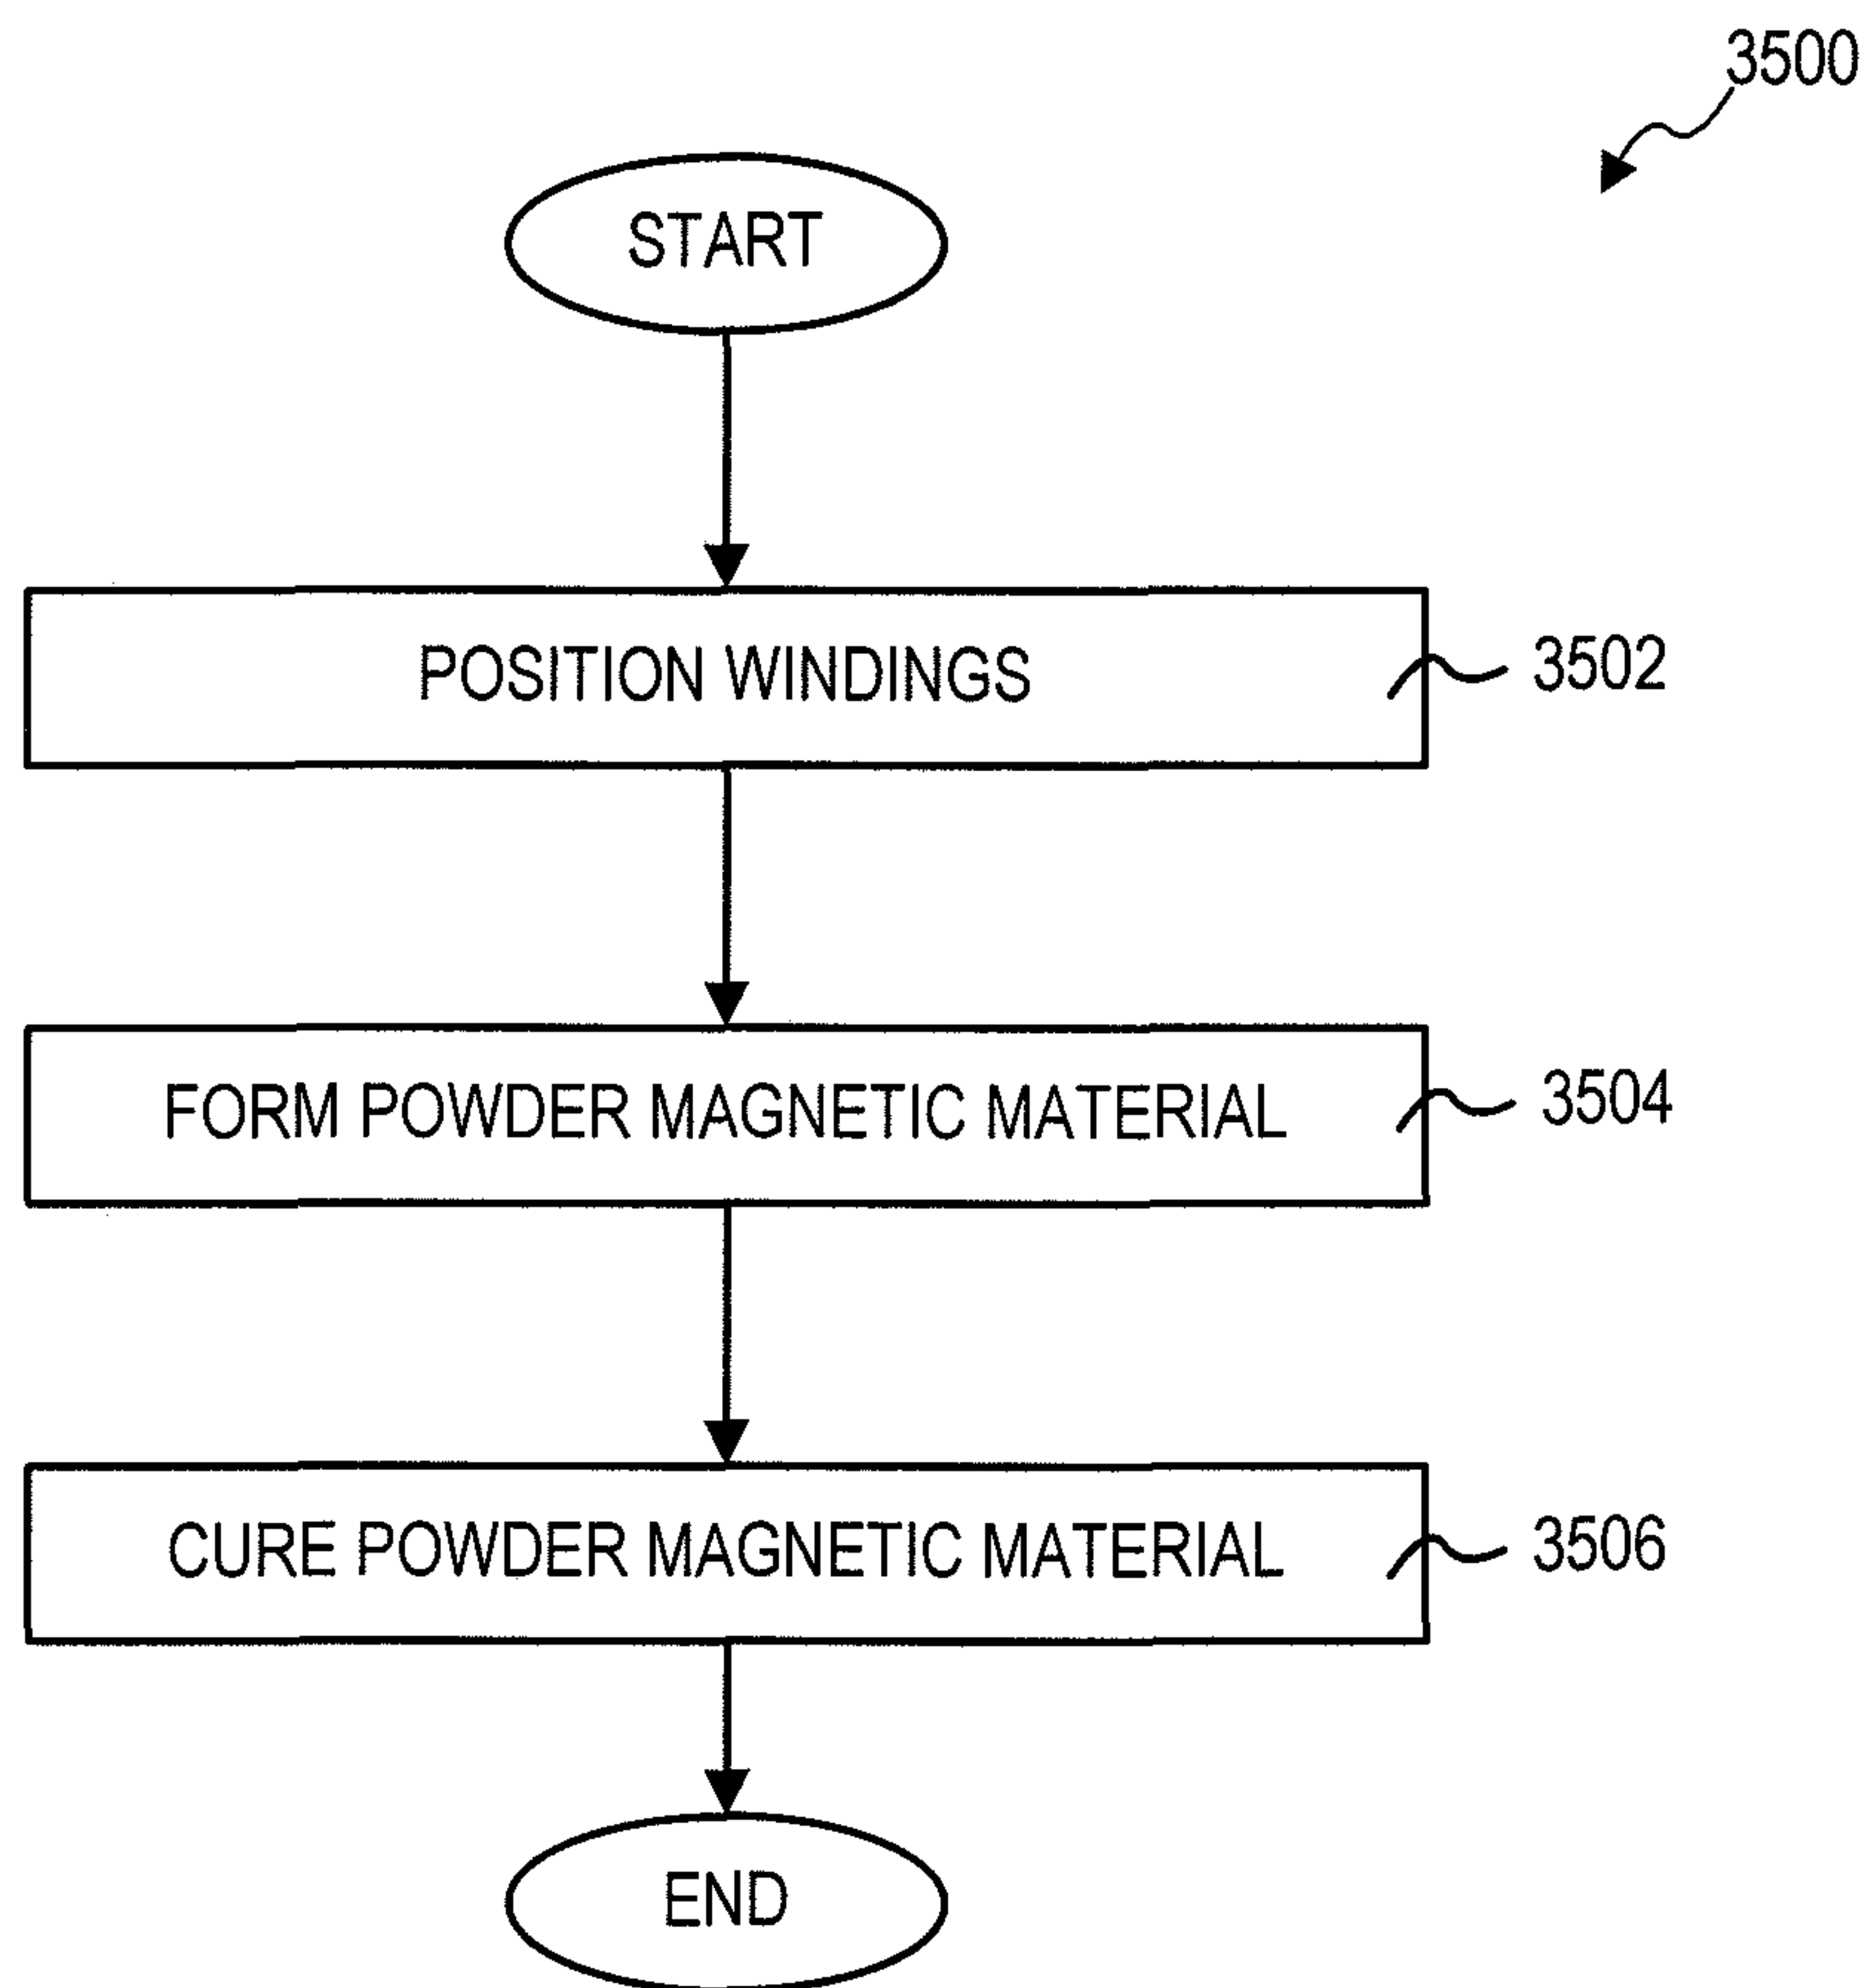 3500
START
POSITION WINDINGS
3502
FORM POWDER MAGNETIC MATERIAL
3504
CURE POWDER MAGNETIC MATERIAL
3506
END